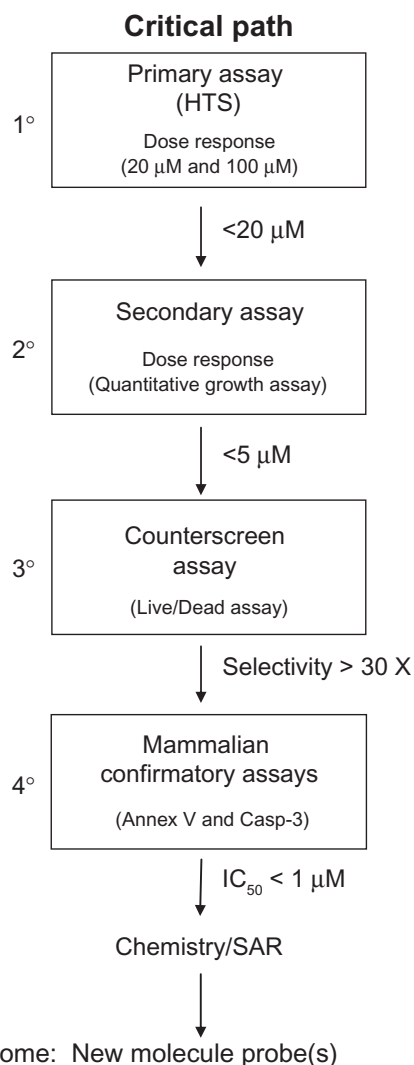 Critical path
1°
Primary assay
(HTS)
Dose response
(20 μM and 100 μM)
<20 μM
2°
Secondary assay
Dose response
(Quantitative growth assay)
<5 μM
3°
Counterscreen
assay
(Live/Dead assay)
Selectivity > 30 X
4°
Mammalian
confirmatory assays
(Annex V and Casp-3)
IC50 < 1 μM
Chemistry/SAR
ome: New molecule probe(s)